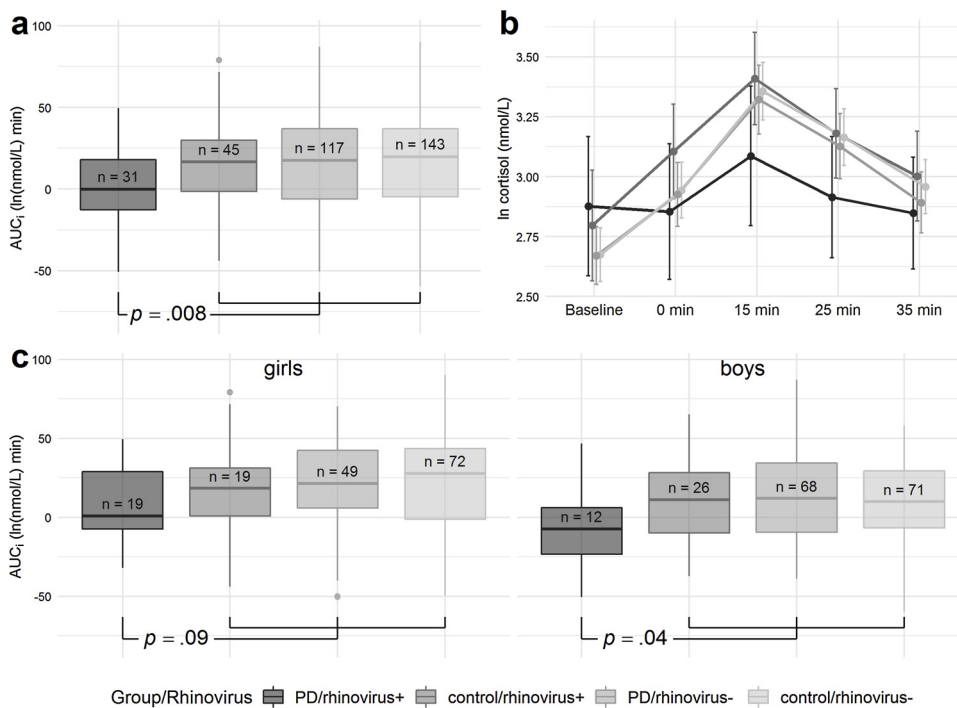 a
100
50
0
-50
AUCi (ln(nmol/L) min)
n = 31
n = 45
n = 117
n = 143
p = .008
b
3.50
3.25
3.00
2.75
2.50
ln cortisol (nmol/L)
Baseline
0 min
15 min
25 min
35 min
c
100
50
0
-50
AUCi (ln(nmol/L) min)
girls
n = 19
n = 19
n = 49
n = 72
p = .09
boys
n = 12
n = 26
n = 68
n = 71
p = .04
Group/Rhinovirus PD/rhinovirus+ control/rhinovirus+ PD/rhinovirus- control/rhinovirus-